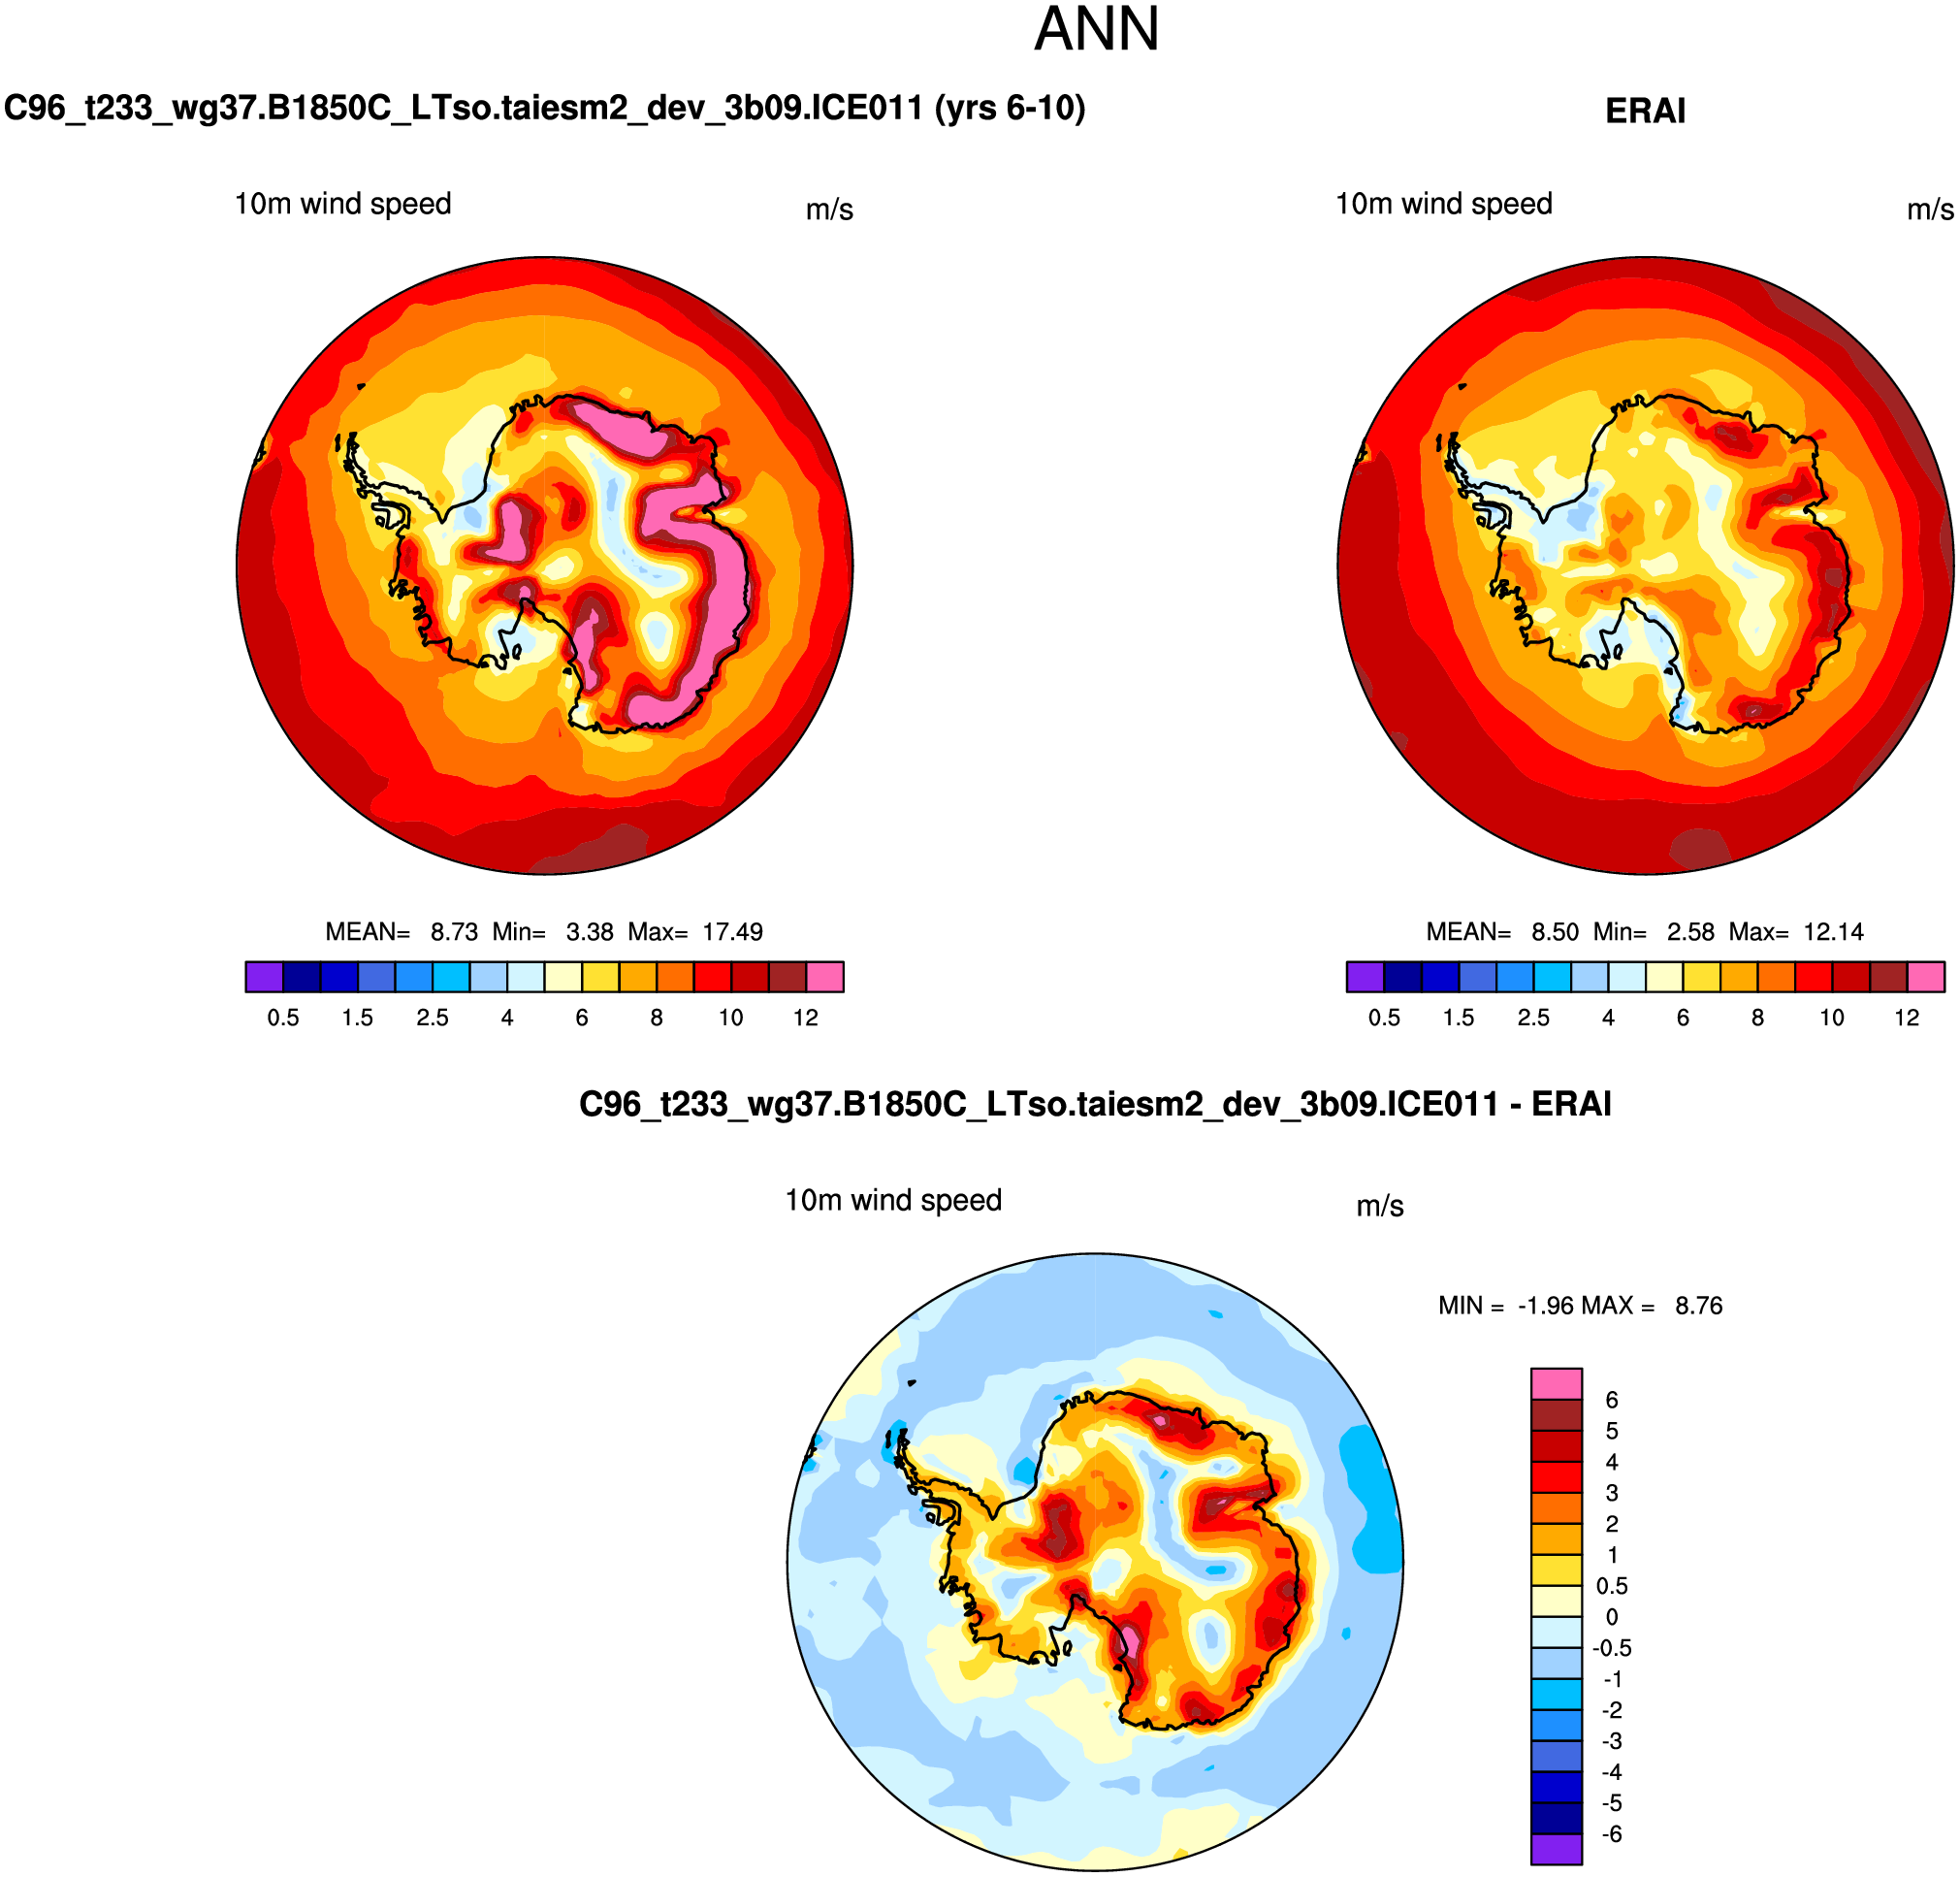 ANN
C96_t233_wg37.B1850C_LTso.taiesm2_dev_3b09.ICE011 (yrs 6-10)
ERAI
10m wind speed m/s
10m wind speed m/s
MEAN= 8.73 Min= 3.38 Max= 17.49
MEAN= 8.50 Min= 2.58 Max= 12.14
0.5 1.5 2.5 4 6 8 10 12
0.5 1.5 2.5 4 6 8 10 12
C96_t233_wg37.B1850C_LTso.taiesm2_dev_3b09.ICE011 - ERAI
10m wind speed m/s
MIN = -1.96 MAX = 8.76
6
5
4
3
2
1
0.5
0
-0.5
-1
-2
-3
-4
-5
-6